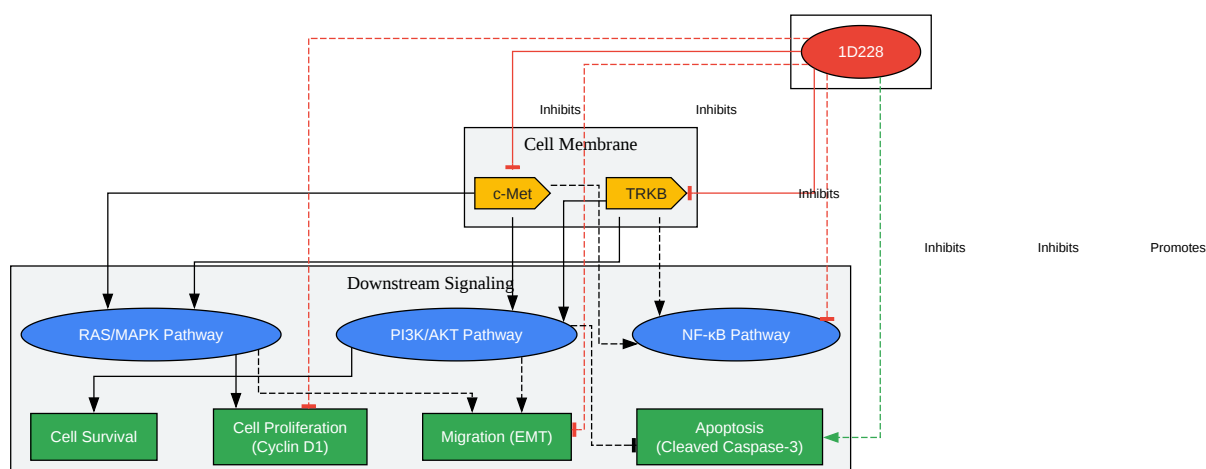 1D228
Inhibits
Inhibits
Cell Membrane
c-Met
TRKB
Inhibits
Inhibits
Inhibits
Promotes
Downstream Signaling
RAS/MAPK Pathway
PI3K/AKT Pathway
NF-κB Pathway
Cell Survival
Cell Proliferation
(Cyclin D1)
Migration (EMT)
Apoptosis
(Cleaved Caspase-3)